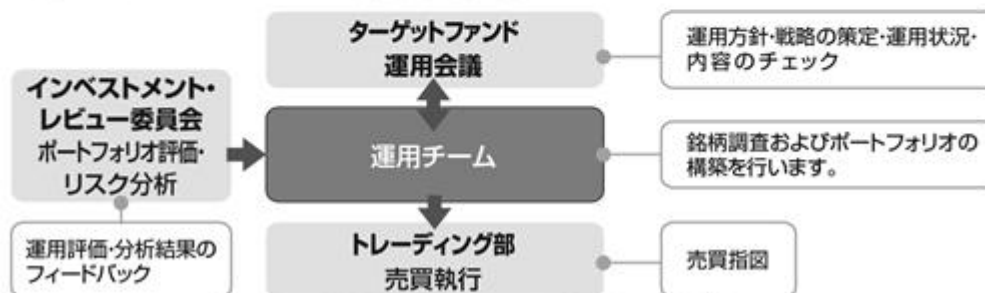 ターゲットファンド
運用会議
運用方針・戦略の策定・運用状況・
内容のチェック
インベストメント・
レビュー委員会
ポートフォリオ評価・
リスク分析
運用チーム
銘柄調査およびポートフォリオの
構築を行います。
運用評価・分析結果の
フィードバック
トレーディング部
売買執行
売買指図